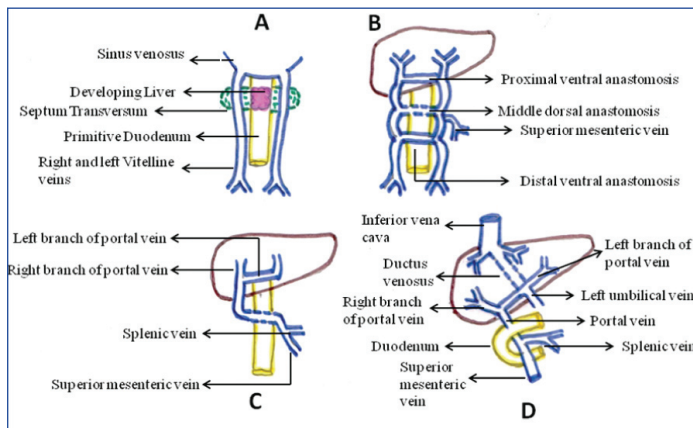 A
Sinus venosus
Developing Liver
Septum Transversum
Primitive Duodenum
Right and left Vitelline
veins
B
Proximal ventral anastomosis
Middle dorsal anastomosis
Superior mesenteric vein
Distal ventral anastomosis
Left branch of portal vein
Right branch of portal vein
Splenic vein
Superior mesenteric vein
C
Inferior vena
cava
Ductus
venosus
Right branch
of portal vein
Duodenum
Superior
mesenteric
vein
Left branch of
portal vein
Left umbilical vein
Portal vein
Splenic vein
D